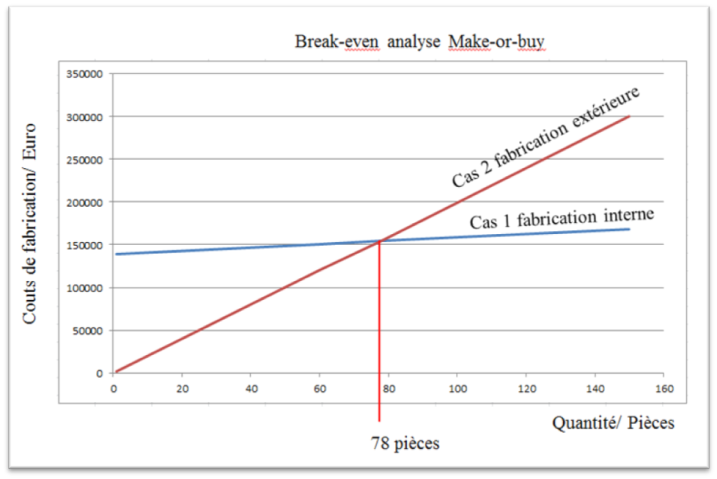 Break-even analyse Make-or-buy
Couts de fabrication/ Euro
350000
300000
250000
200000
150000
100000
50000
0
Cas 2 fabrication extérieure
Cas 1 fabrication interne
0 20 40 60 80 100 120 140 160
Quantité/ Pièces
78 pièces